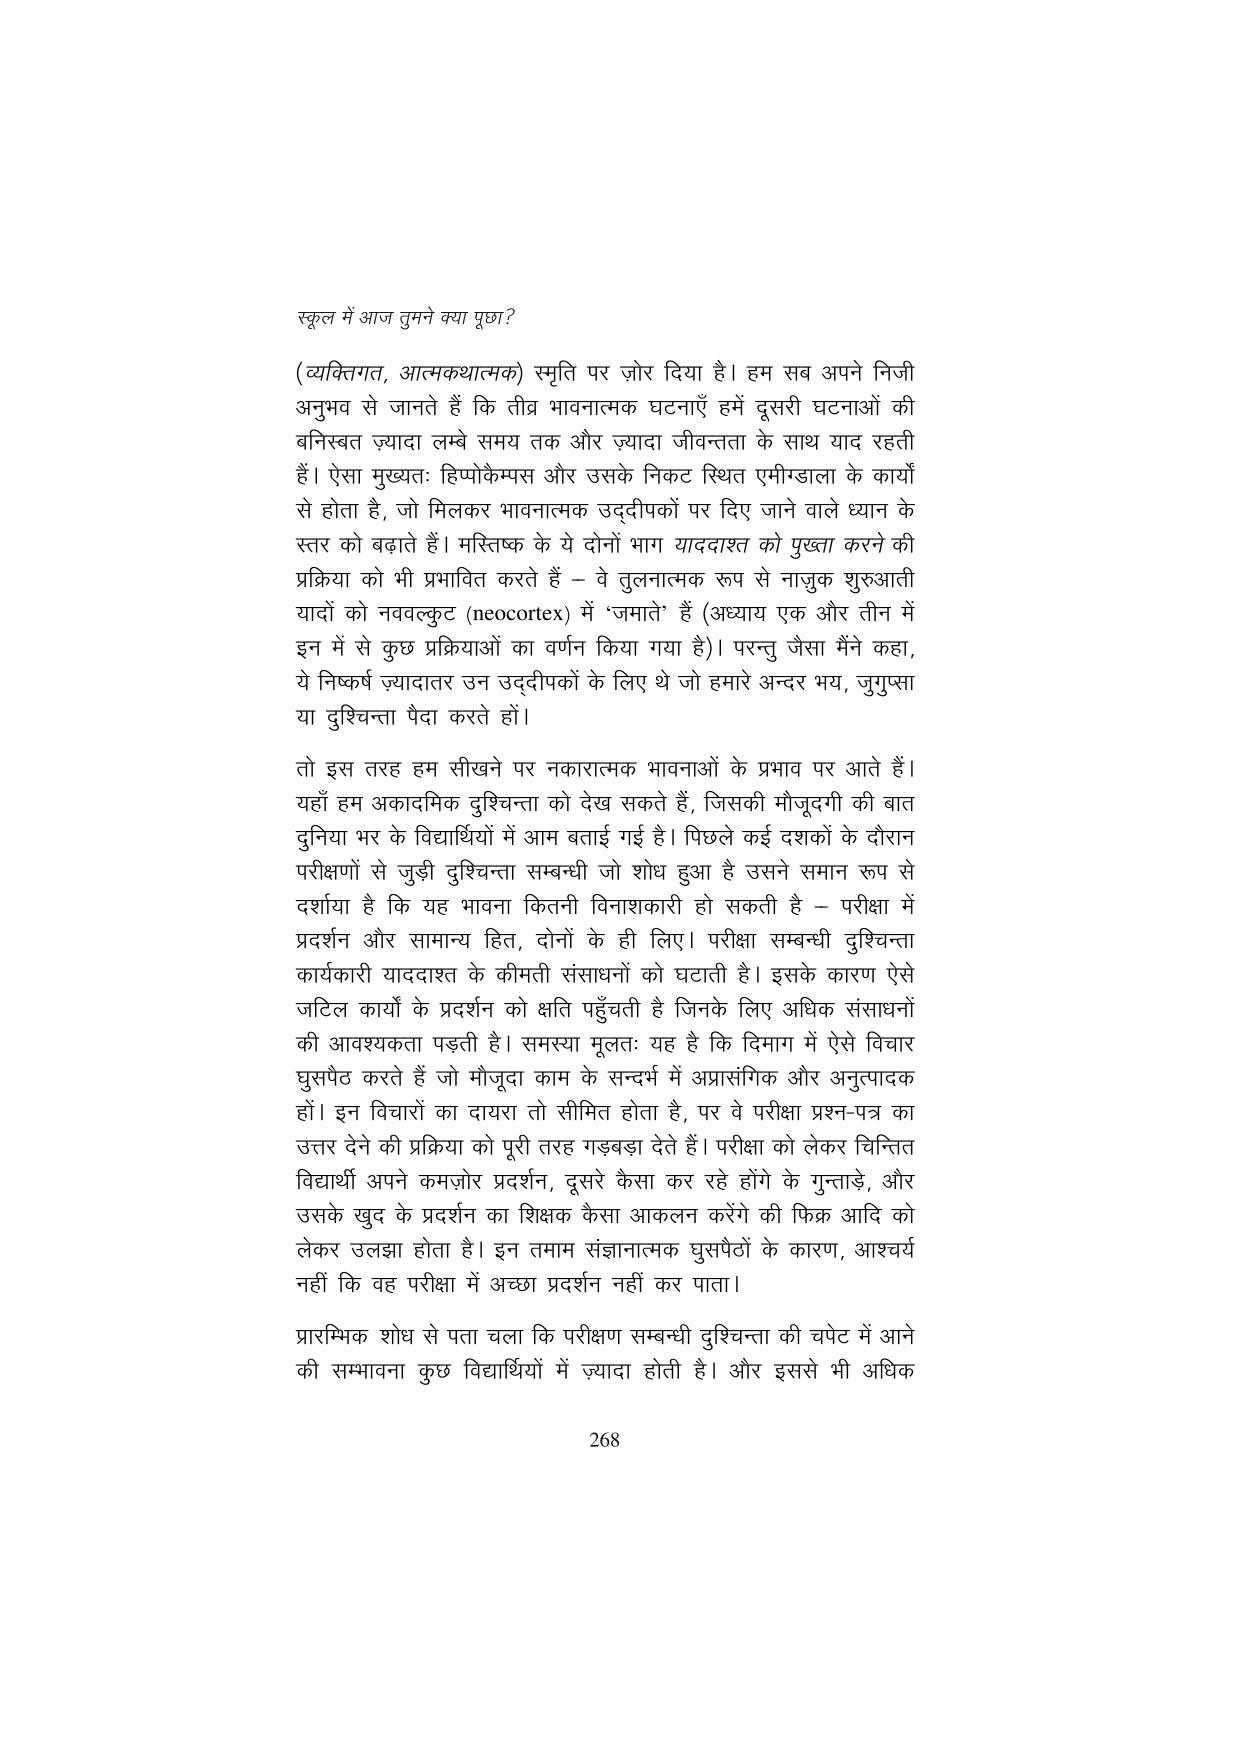 स्कूल में आज तुमने क्या पूछा?
(व्यक्तिगत, आत्मकथात्मक) स्मृति पर ज़ोर दिया है। हम सब अपने निजी
अनुभव से जानते हैं कि तीव्र भावनात्मक घटनाएँ हमें दूसरी घटनाओं की
बनिस्बत ज़्यादा लम्बे समय तक और ज़्यादा जीवन्तता के साथ याद रहती
हैं। ऐसा मुख्यतः हिप्पोकैम्पस और उसके निकट स्थित एमीग्डाला के कार्यों
से होता है, जो मिलकर भावनात्मक उद्दीपकों पर दिए जाने वाले ध्यान के
स्तर को बढ़ाते हैं। मस्तिष्क के ये दोनों भाग याददाश्त को पुख्ता करने की
प्रक्रिया को भी प्रभावित करते हैं – वे तुलनात्मक रूप से नाज़ुक शुरुआती
यादों को नववल्कुट (neocortex) में ‘जमाते’ हैं (अध्याय एक और तीन में
इन में से कुछ प्रक्रियाओं का वर्णन किया गया है)। परन्तु जैसा मैंने कहा,
ये निष्कर्ष ज़्यादातर उन उद्दीपकों के लिए थे जो हमारे अन्दर भय, जुगुप्सा
या दुश्चिन्ता पैदा करते हों।
तो इस तरह हम सीखने पर नकारात्मक भावनाओं के प्रभाव पर आते हैं।
यहाँ हम अकादमिक दुश्चिन्ता को देख सकते हैं, जिसकी मौजूदगी की बात
दुनिया भर के विद्यार्थियों में आम बताई गई है। पिछले कई दशकों के दौरान
परीक्षणों से जुड़ी दुश्चिन्ता सम्बन्धी जो शोध हुआ है उसने समान रूप से
दर्शाया है कि यह भावना कितनी विनाशकारी हो सकती है – परीक्षा में
प्रदर्शन और सामान्य हित, दोनों के ही लिए। परीक्षा सम्बन्धी दुश्चिन्ता
कार्यकारी याददाश्त के कीमती संसाधनों को घटाती है। इसके कारण ऐसे
जटिल कार्यों के प्रदर्शन को क्षति पहुँचती है जिनके लिए अधिक संसाधनों
की आवश्यकता पड़ती है। समस्या मूलतः यह है कि दिमाग में ऐसे विचार
घुसपैठ करते हैं जो मौजूदा काम के सन्दर्भ में अप्रासंगिक और अनुत्पादक
हों। इन विचारों का दायरा तो सीमित होता है, पर वे परीक्षा प्रश्न-पत्र का
उत्तर देने की प्रक्रिया को पूरी तरह गड़बड़ा देते हैं। परीक्षा को लेकर चिन्तित
विद्यार्थी अपने कमज़ोर प्रदर्शन, दूसरे कैसा कर रहे होंगे के गुन्ताड़े, और
उसके खुद के प्रदर्शन का शिक्षक कैसा आकलन करेंगे की फिक्र आदि को
लेकर उलझा होता है। इन तमाम संज्ञानात्मक घुसपैठों के कारण, आश्चर्य
नहीं कि वह परीक्षा में अच्छा प्रदर्शन नहीं कर पाता।
प्रारम्भिक शोध से पता चला कि परीक्षण सम्बन्धी दुश्चिन्ता की चपेट में आने
की सम्भावना कुछ विद्यार्थियों में ज़्यादा होती है। और इससे भी अधिक
268